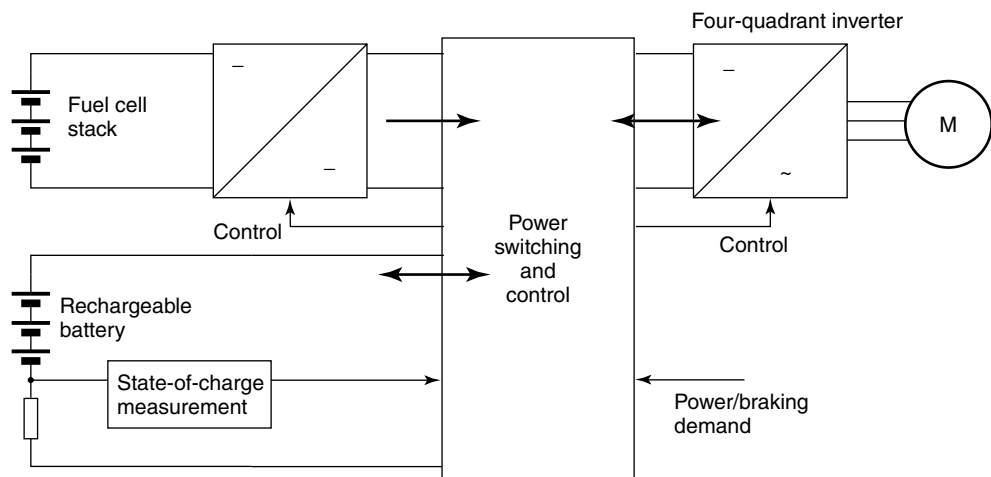 Four-quadrant inverter
–
–
Fuel cell
stack
–
~
M
Control
Control
Power
switching
and
control
Rechargeable
battery
State-of-charge
measurement
Power/braking
demand